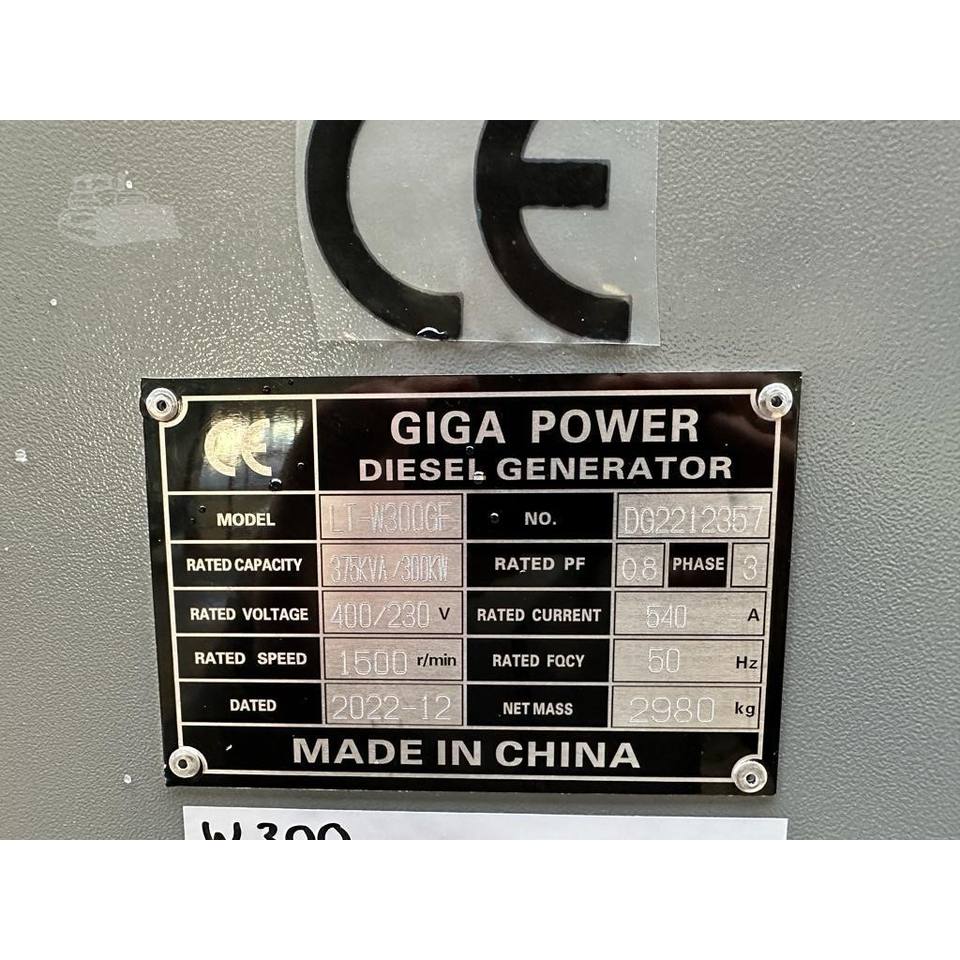 CE
CE
GIGA POWER
DIESEL GENERATOR
MODEL LT-W300GF NO. DG2212357
RATED CAPACITY 375KVA/300KW RATED PF 0.8 PHASE 3
RATED VOLTAGE 400/230 V RATED CURRENT 540 A
RATED SPEED 1500 r/min RATED FQCY 50 Hz
DATED 2022-12 NET MASS 2980 kg
MADE IN CHINA
W300